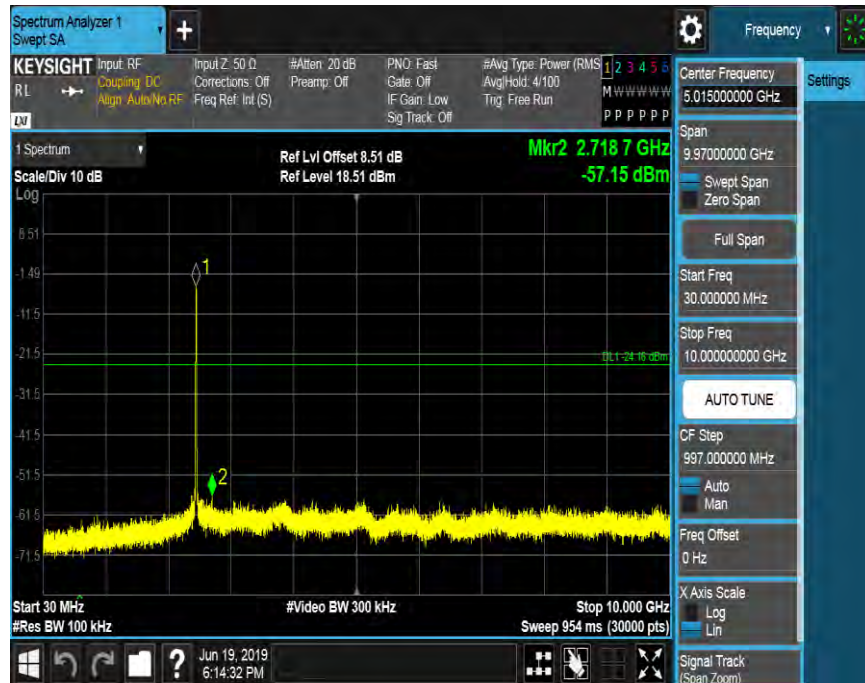 Spectrum Analyzer 1
Swept SA
+
Frequency
KEYSIGHT
RL
LXI
Input: RF
Coupling: DC
Align: Auto/No RF
Input Z: 50 Ω
Corrections: Off
Freq Ref: Int (S)
#Atten: 20 dB
Preamp: Off
PNO: Fast
Gate: Off
IF Gain: Low
Sig Track: Off
#Avg Type: Power (RMS
Avg|Hold: 4/100
Trig: Free Run
1 2 3 4 5 6
M W W W W W
P P P P P P
1 Spectrum
Scale/Div 10 dB
Log
Ref Lvl Offset 8.51 dB
Ref Level 18.51 dBm
Mkr2 2.718 7 GHz
-57.15 dBm
8.51
-1.49
-11.5
-21.5
-31.5
-41.5
-51.5
-61.5
-71.5
1
2
DL1 -24.16 dBm
Start 30 MHz
#Res BW 100 kHz
#Video BW 300 kHz
Stop 10.000 GHz
Sweep 954 ms (30000 pts)
Center Frequency
5.015000000 GHz
Span
9.97000000 GHz
Swept Span
Zero Span
Full Span
Start Freq
30.000000 MHz
Stop Freq
10.000000000 GHz
AUTO TUNE
CF Step
997.000000 MHz
Auto
Man
Freq Offset
0 Hz
X Axis Scale
Log
Lin
Signal Track
(Span Zoom)
Settings
?
Jun 19, 2019
6:14:32 PM